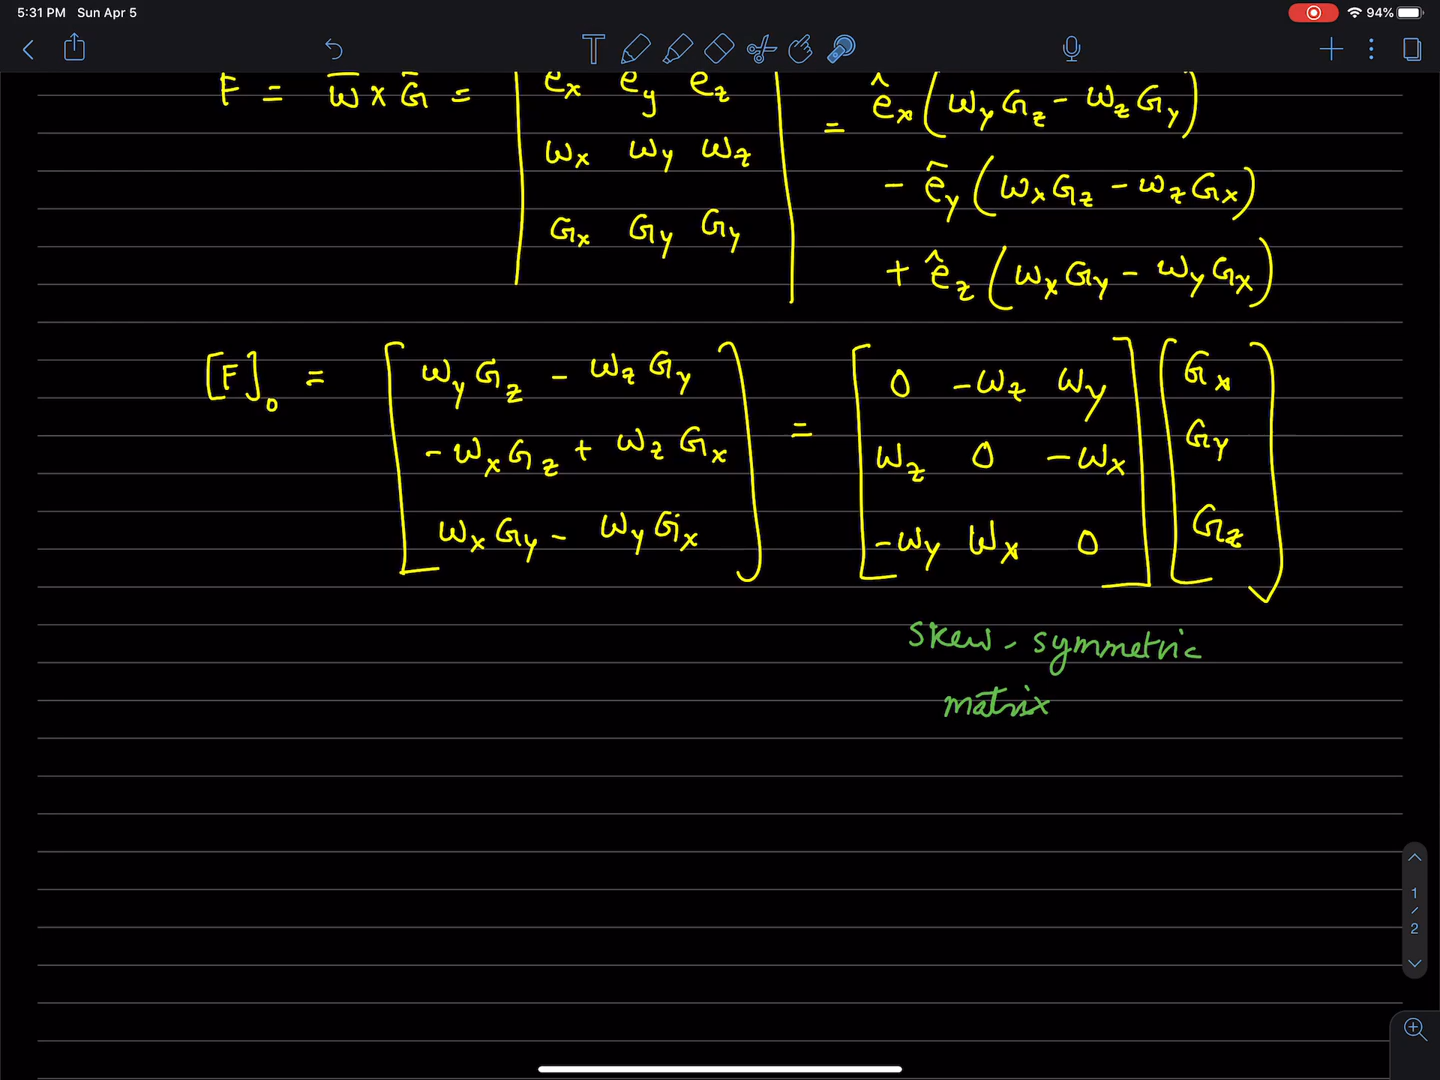 5:31 PM Sun Apr 5 94%
T
F = w̅ x G̅ = | e_x e_y e_z | = ê_x (ω_y G_z - ω_z G_y)
| ω_x ω_y ω_z | - ê_y (ω_x G_z - ω_z G_x)
| G_x G_y G_y | + ê_z (ω_x G_y - ω_y G_x)
[F]_0 = [ ω_y G_z - ω_z G_y ] = [ 0 -ω_z ω_y ] [ G_x ]
[ -ω_x G_z + ω_z G_x ] [ ω_z 0 -ω_x ] [ G_y ]
[ ω_x G_y - ω_y G_x ] [ -ω_y ω_x 0 ] [ G_z ]
skew - symmetric
matrix
1
/
2